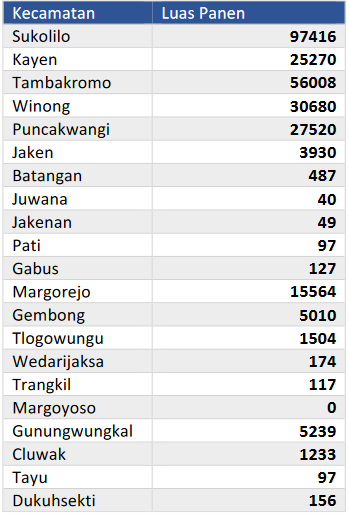 Kecamatan Luas Panen
Sukolilo 97416
Kayen 25270
Tambakromo 56008
Winong 30680
Puncakwangi 27520
Jaken 3930
Batangan 487
Juwana 40
Jakenan 49
Pati 97
Gabus 127
Margorejo 15564
Gembong 5010
Tlogowungu 1504
Wedarijaksa 174
Trangkil 117
Margoyoso 0
Gunungwungkal 5239
Cluwak 1233
Tayu 97
Dukuhsekti 156